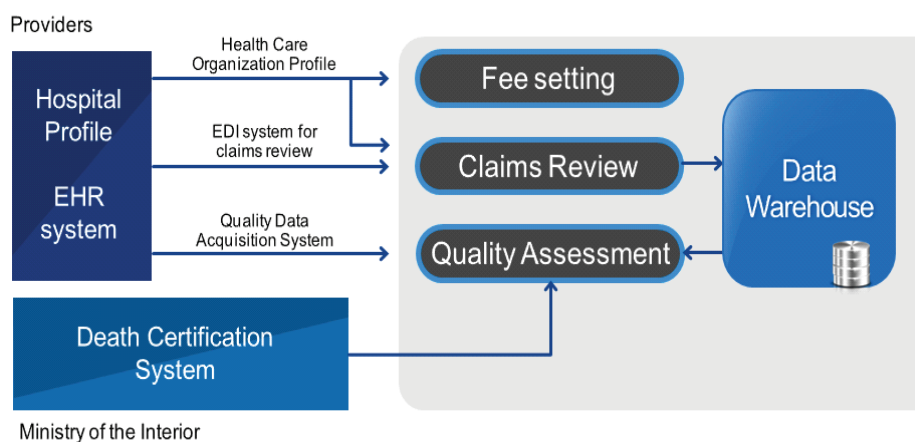 Providers
Hospital
Profile
EHR
system
Health Care
Organization Profile
EDI system for
claims review
Quality Data
Acquisition System
Fee setting
Claims Review
Quality Assessment
Data
Warehouse
Death Certification
System
Ministry of the Interior